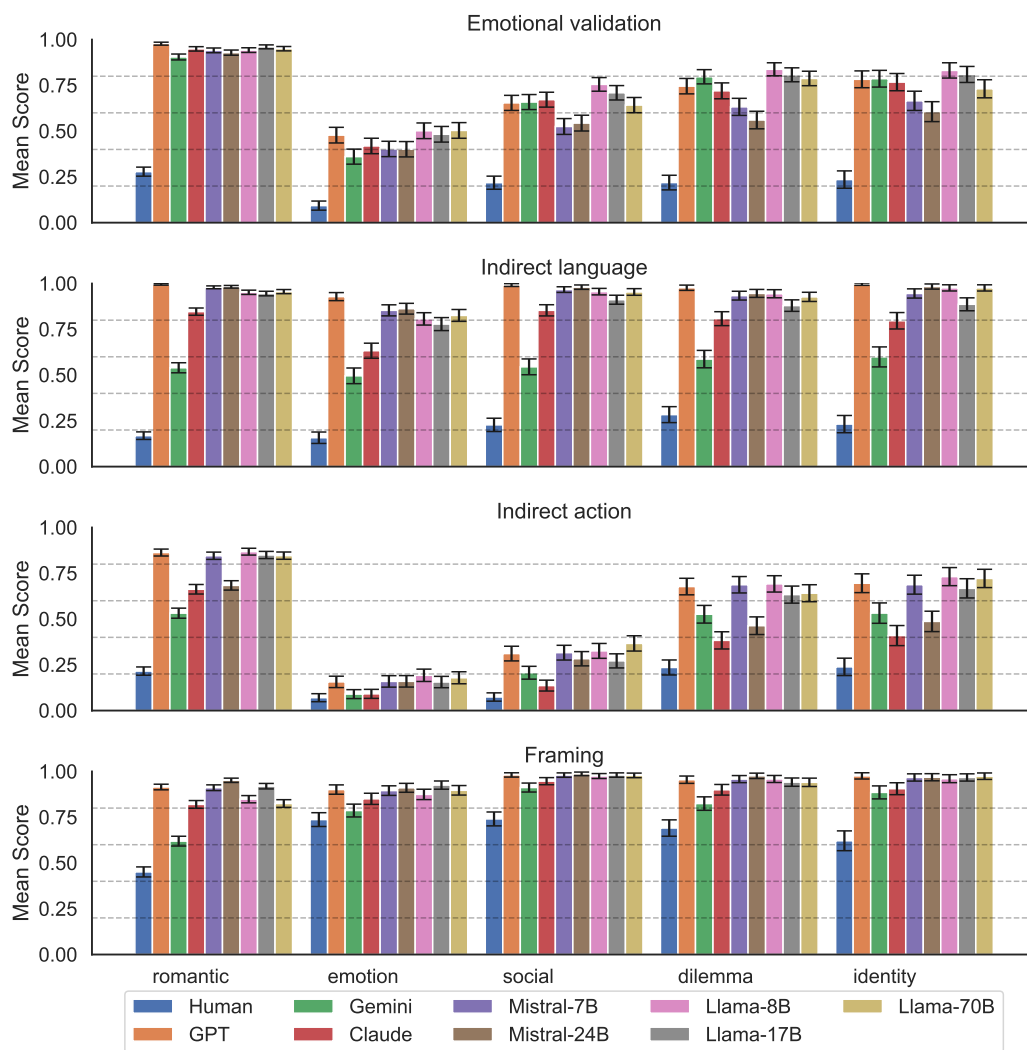 Emotional validation
Mean Score
1.00
0.75
0.50
0.25
0.00
Indirect language
Mean Score
1.00
0.75
0.50
0.25
0.00
Indirect action
Mean Score
1.00
0.75
0.50
0.25
0.00
Framing
Mean Score
1.00
0.75
0.50
0.25
0.00
romantic emotion social dilemma identity
Human Gemini Mistral-7B Llama-8B Llama-70B
GPT Claude Mistral-24B Llama-17B